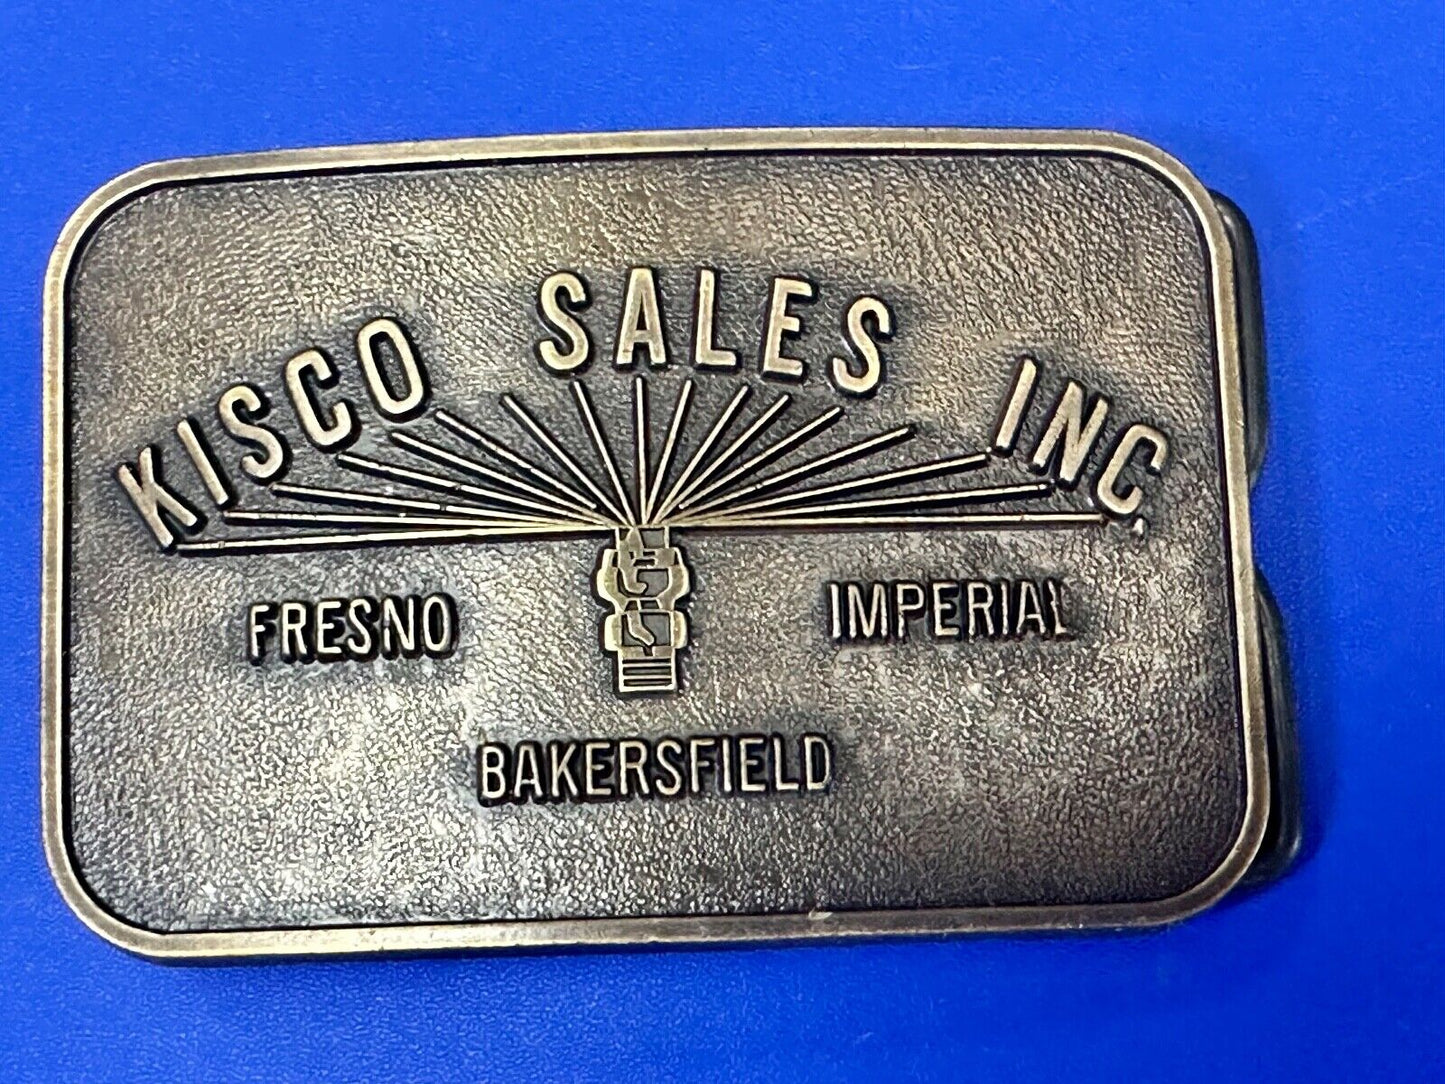 KISCO SALES INC,
FRESNO
IMPERIAL
BAKERSFIELD